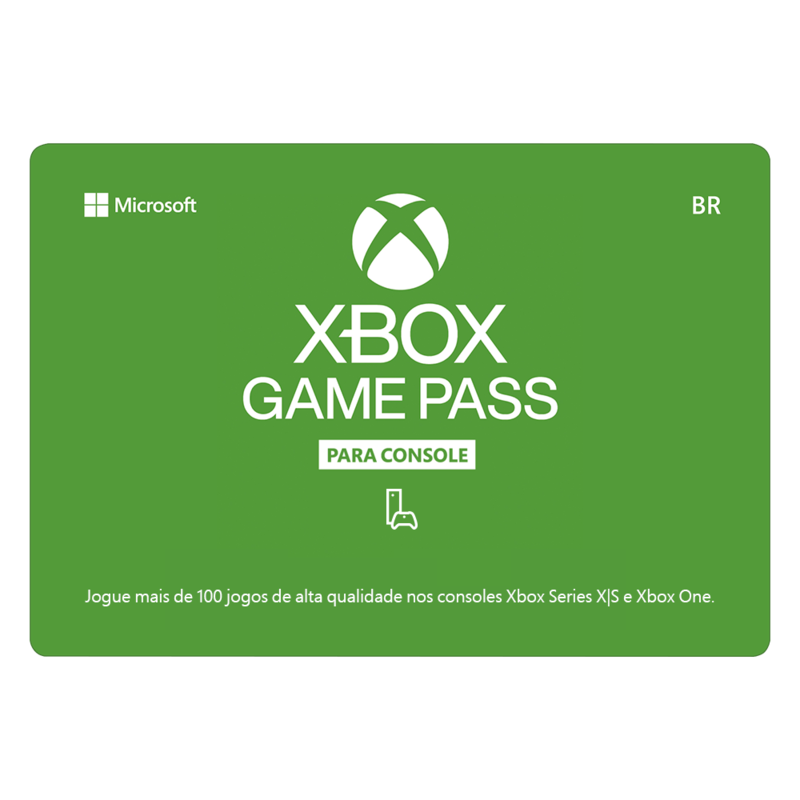 Microsoft
BR
XBOX
GAME PASS
PARA CONSOLE
Jogue mais de 100 jogos de alta qualidade nos consoles Xbox Series X|S e Xbox One.